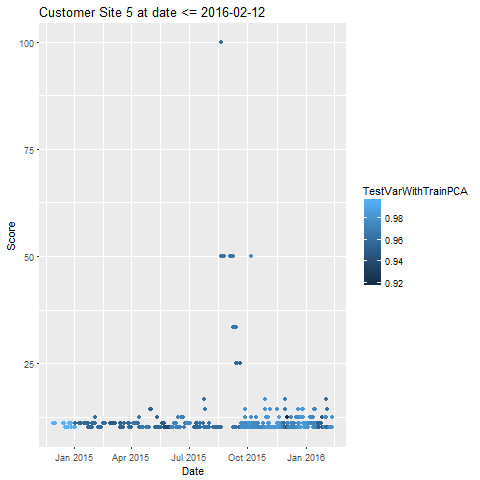 Customer Site 5 at date <= 2016-02-12
100
75
50
25
Score
Jan 2015 Apr 2015 Jul 2015 Oct 2015 Jan 2016
Date
TestVarWithTrainPCA
0.98
0.96
0.94
0.92